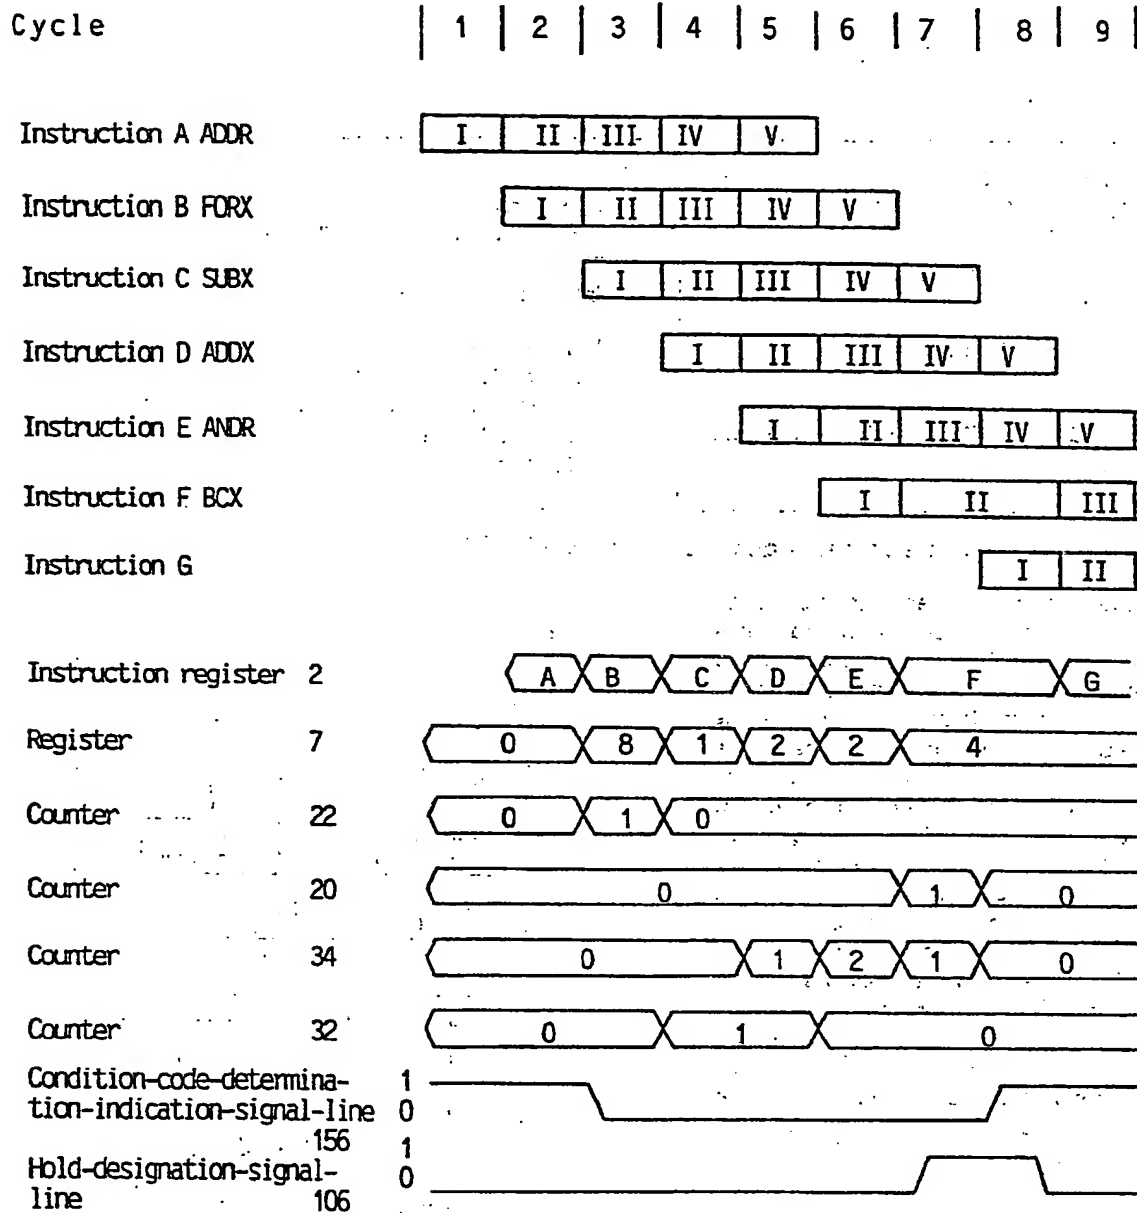 Cycle 1 2 3 4 5 6 7 8 9
Instruction A ADDR I II III IV V
Instruction B FORX I II III IV V
Instruction C SUBX I II III IV V
Instruction D ADDX I II III IV V
Instruction E ANDR I II III IV V
Instruction F BCX I II III
Instruction G I II
Instruction register 2 A B C D E F G
Register 7 0 8 1 2 2 4
Counter 22 0 1 0
Counter 20 0 1 0
Counter 34 0 1 2 1 0
Counter 32 0 1 0
Condition-code-determina- 1
tion-indication-signal-line 0
156
Hold-designation-signal- 1
0
line 106